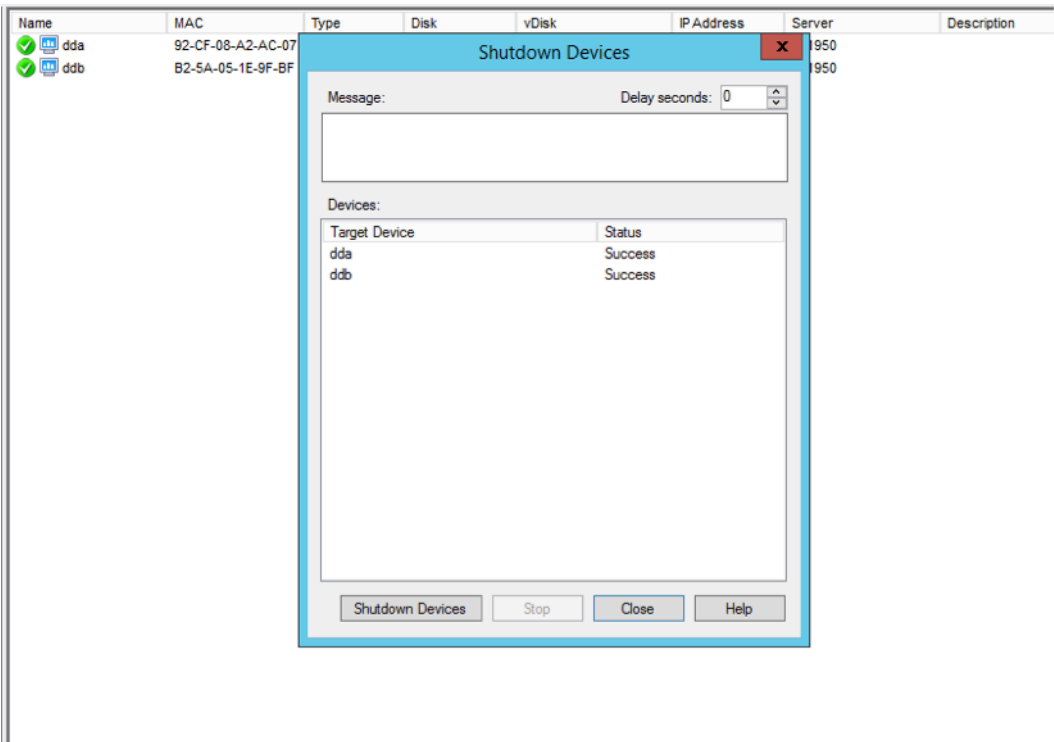 Name MAC Type Disk vDisk IP Address Server Description
dda 92-CF-08-A2-AC-07 1950
ddb B2-5A-05-1E-9F-BF 1950
Shutdown Devices x
Message: Delay seconds: 0
Devices:
Target Device Status
dda Success
ddb Success
Shutdown Devices Stop Close Help